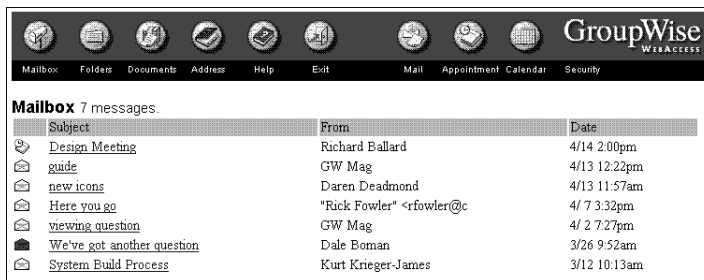 GroupWise
WEBACCESS
Mailbox Folders Documents Address Help Exit Mail Appointment Calendar Security
Mailbox 7 messages.
Subject From Date
Design Meeting Richard Ballard 4/14 2:00pm
guide GW Mag 4/13 12:22pm
new icons Daren Deadmond 4/13 11:57am
Here you go "Rick Fowler" <rfowler@c 4/ 7 3:32pm
viewing question GW Mag 4/ 2 7:27pm
We've got another question Dale Boman 3/26 9:52am
System Build Process Kurt Krieger-James 3/12 10:13am